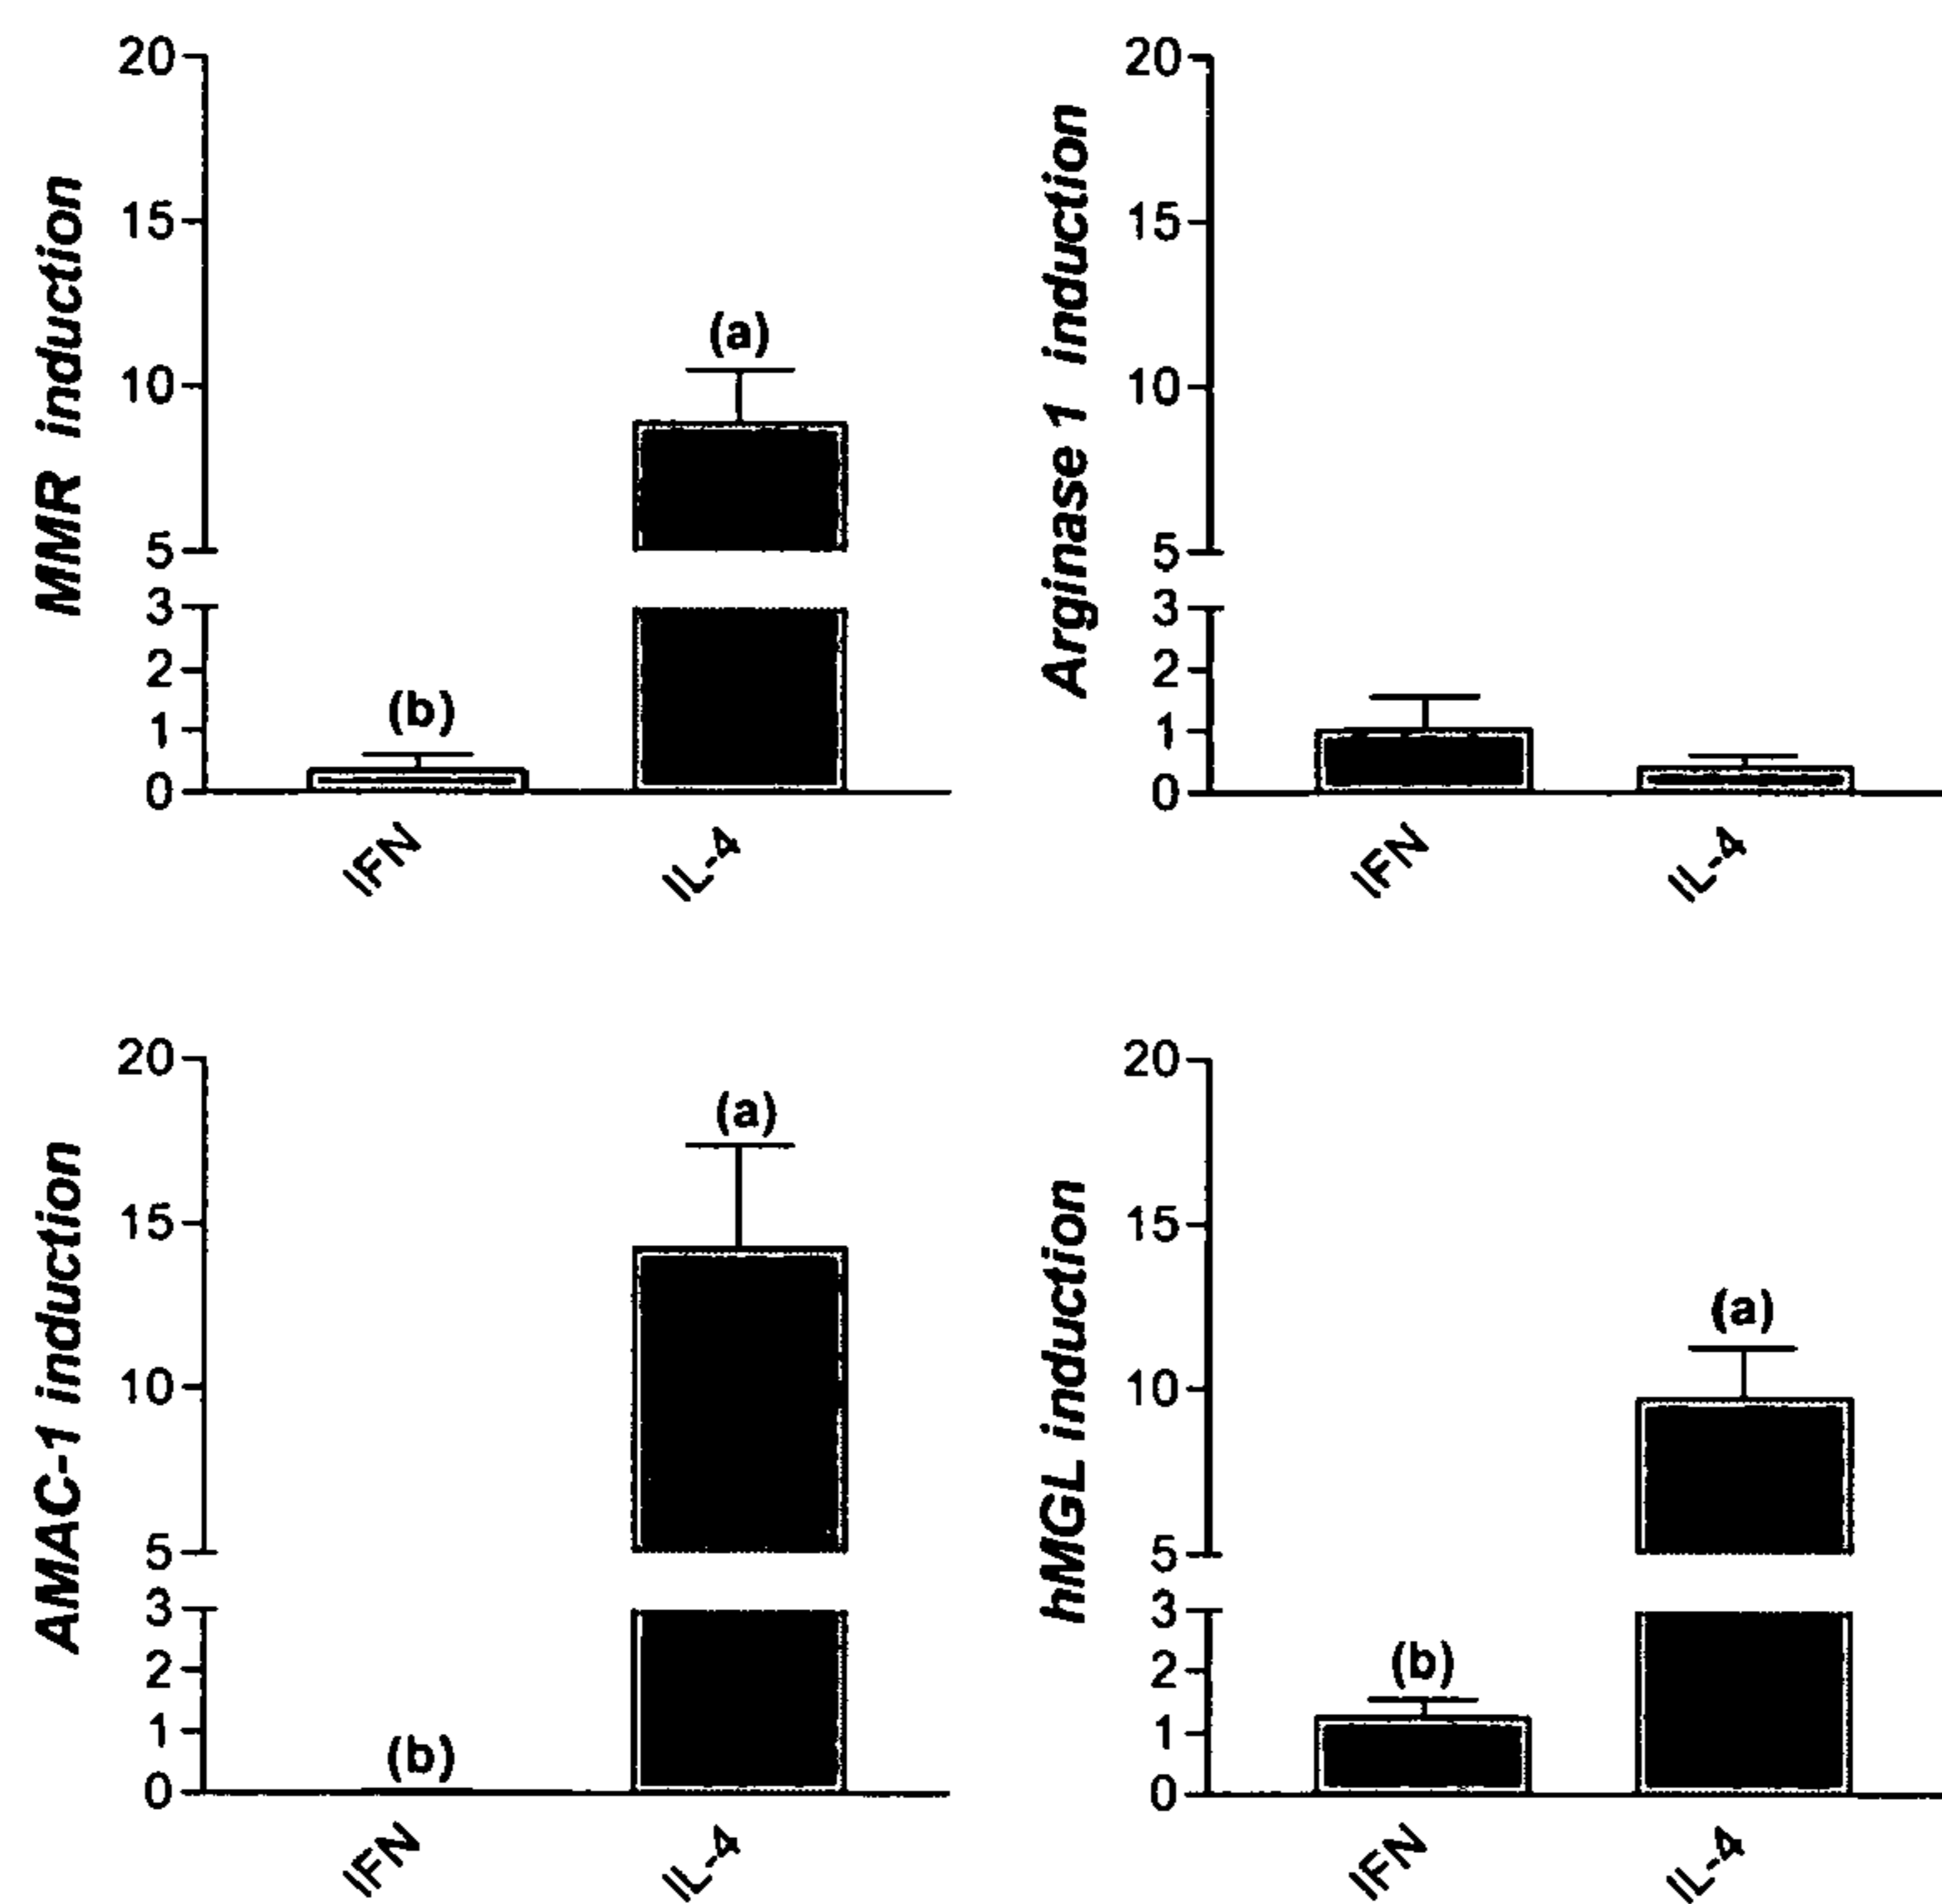 MMR induction
20
15
10
5
3
2
1
0
(b)
(a)
IFN
IL-4
Arginase 1 induction
20
15
10
5
3
2
1
0
IFN
IL-4
AMAC-1 induction
20
15
10
5
3
2
1
0
(b)
(a)
IFN
IL-4
hMGL induction
20
15
10
5
3
2
1
0
(b)
(a)
IFN
IL-4